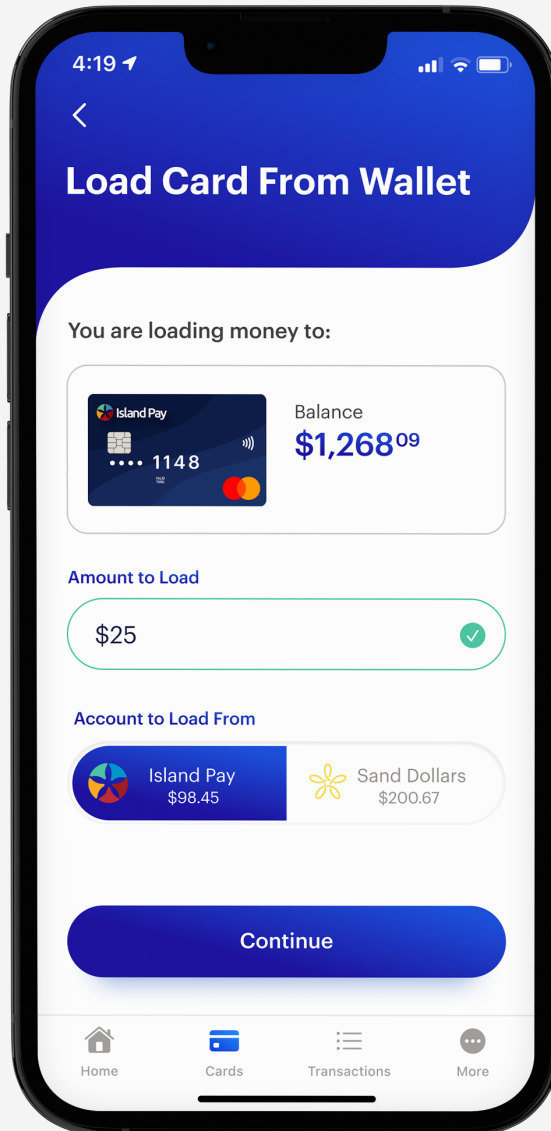 4:19
Load Card From Wallet
You are loading money to:
Island Pay
•••• 1148
VALID
THRU
Balance
$1,268⁰⁹
Amount to Load
$25
Account to Load From
Island Pay
$98.45
Sand Dollars
$200.67
Continue
Home
Cards
Transactions
More